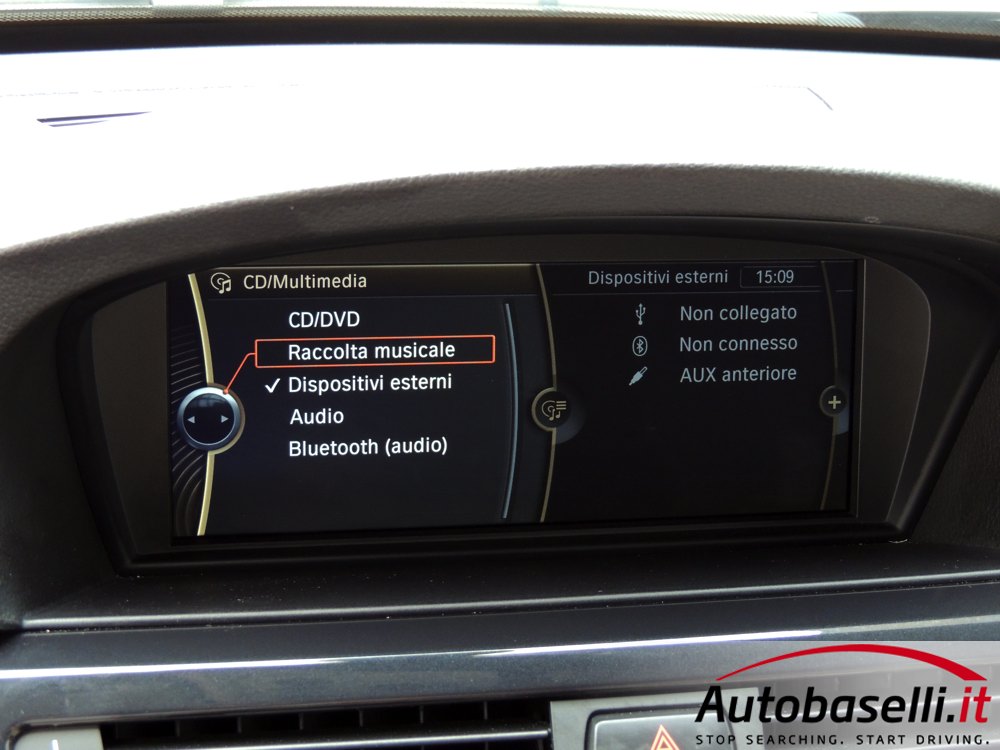 CD/Multimedia
CD/DVD
Raccolta musicale
Dispositivi esterni
Audio
Bluetooth (audio)
Dispositivi esterni 15:09
Non collegato
Non connesso
AUX anteriore
Autobaselli.it
STOP SEARCHING. START DRIVING.